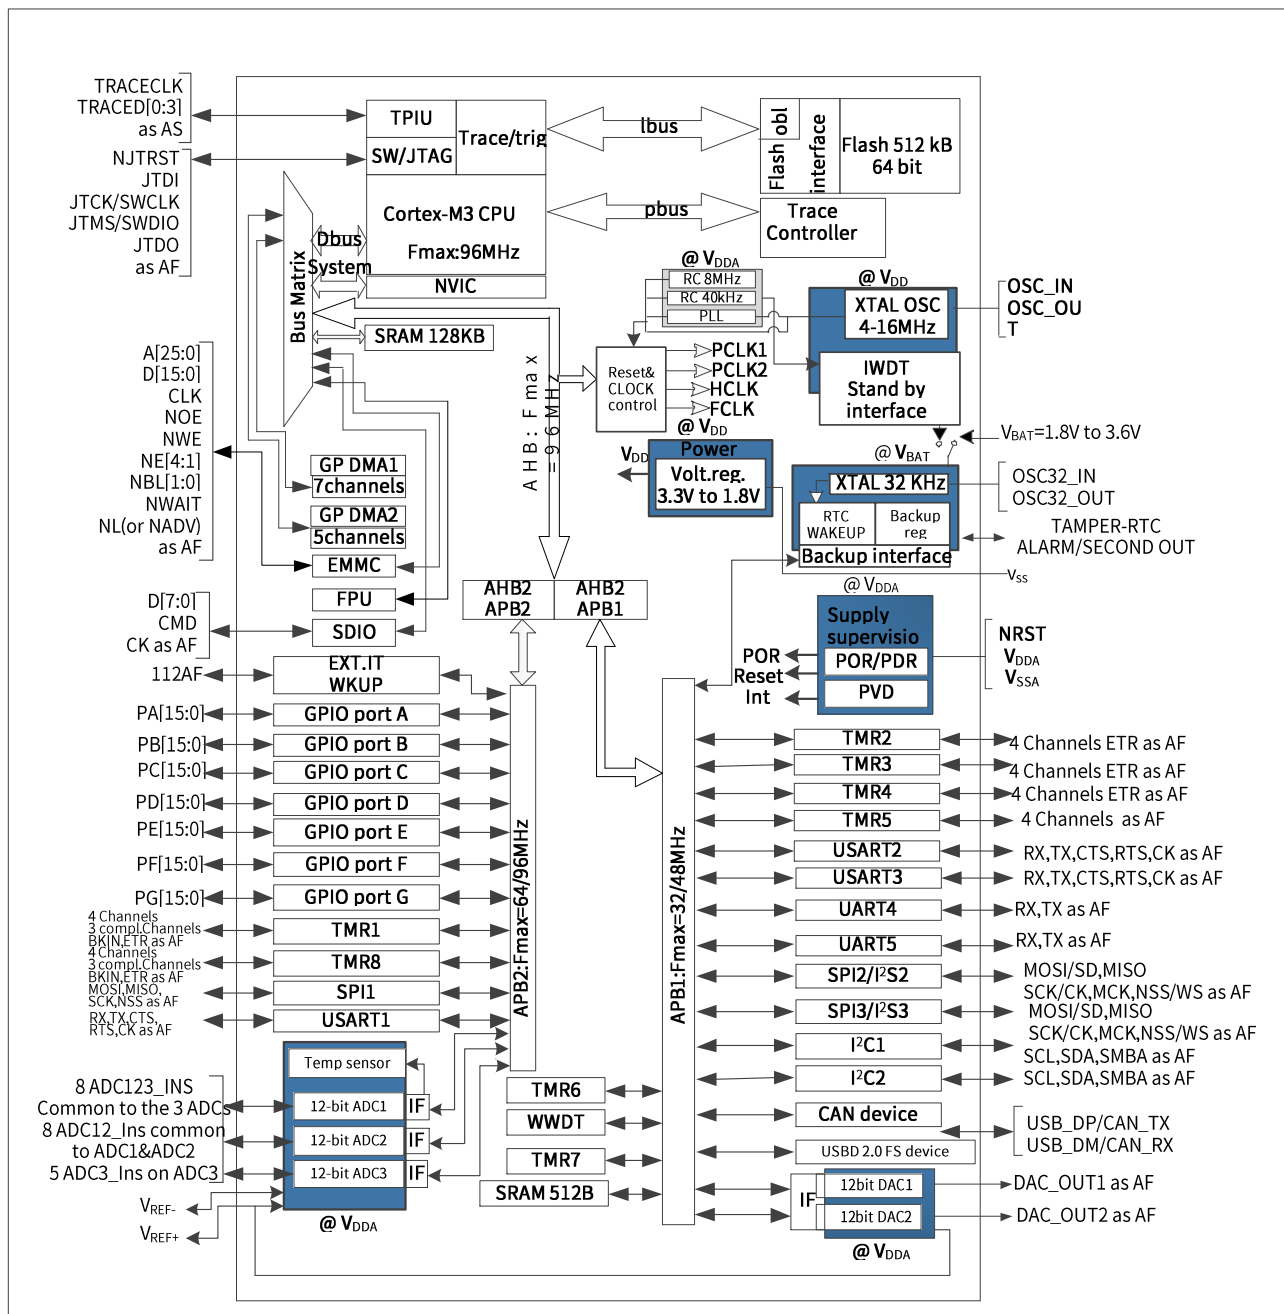 TRACECLK
TRACED[0:3]
as AS
NJTRST
JTDI
JTCK/SWCLK
JTMS/SWDIO
JTDO
as AF
TPIU
SW/JTAG
Trace/trig
Cortex-M3 CPU
Fmax:96MHz
NVIC
Ibus
pbus
Dbus
System
Bus Matrix
SRAM 128KB
Flash obl
interface
Flash 512 kB
64 bit
Trace
Controller
@ VDDA
RC 8MHz
RC 40kHz
PLL
@ VDD
XTAL OSC
4-16MHz
IWDT
Stand by
interface
OSC_IN
OSC_OU
T
Reset&
CLOCK
control
PCLK1
PCLK2
HCLK
FCLK
@ VDD
Power
Volt.reg.
3.3V to 1.8V
VDD
VBAT=1.8V to 3.6V
@ VBAT
XTAL 32 KHz
RTC
WAKEUP
Backup
reg
Backup interface
OSC32_IN
OSC32_OUT
TAMPER-RTC
ALARM/SECOND OUT
VSS
@ VDDA
Supply
supervisio
POR/PDR
PVD
POR
Reset
Int
NRST
VDDA
VSSA
A[25:0]
D[15:0]
CLK
NOE
NWE
NE[4:1]
NBL[1:0]
NWAIT
NL(or NADV)
as AF
GP DMA1
7channels
GP DMA2
5channels
EMMC
FPU
SDIO
D[7:0]
CMD
CK as AF
AHB: Fmax
=96MHz
AHB2
APB2
AHB2
APB1
112AF
EXT.IT
WKUP
PA[15:0]
GPIO port A
PB[15:0]
GPIO port B
PC[15:0]
GPIO port C
PD[15:0]
GPIO port D
PE[15:0]
GPIO port E
PF[15:0]
GPIO port F
PG[15:0]
GPIO port G
4 Channels
3 compl.Channels
BKIN,ETR as AF
TMR1
4 Channels
3 compl.Channels
BKIN,ETR as AF
TMR8
MOSI,MISO,
SCK,NSS as AF
SPI1
RX,TX,CTS,
RTS,CK as AF
USART1
APB2:Fmax=64/96MHz
APB1:Fmax=32/48MHz
TMR2
4 Channels ETR as AF
TMR3
4 Channels ETR as AF
TMR4
4 Channels ETR as AF
TMR5
4 Channels as AF
USART2
RX,TX,CTS,RTS,CK as AF
USART3
RX,TX,CTS,RTS,CK as AF
UART4
RX,TX as AF
UART5
RX,TX as AF
SPI2/I²S2
MOSI/SD,MISO
SCK/CK,MCK,NSS/WS as AF
SPI3/I²S3
MOSI/SD,MISO
SCK/CK,MCK,NSS/WS as AF
I²C1
SCL,SDA,SMBA as AF
I²C2
SCL,SDA,SMBA as AF
CAN device
USB_DP/CAN_TX
USB_DM/CAN_RX
USBD 2.0 FS device
Temp sensor
8 ADC123_INS
Common to the 3 ADCs
12-bit ADC1
IF
8 ADC12_Ins common
to ADC1&ADC2
12-bit ADC2
IF
5 ADC3_Ins on ADC3
12-bit ADC3
IF
VREF-
VREF+
@ VDDA
TMR6
WWDT
TMR7
SRAM 512B
IF
12bit DAC1
DAC_OUT1 as AF
12bit DAC2
DAC_OUT2 as AF
@ VDDA